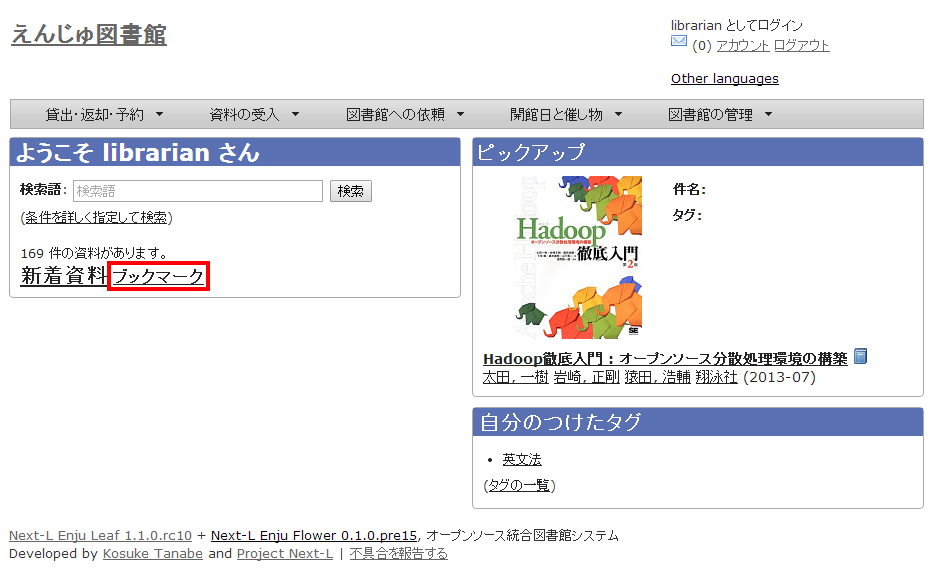 えんじゅ図書館
librarian としてログイン
(0) アカウント ログアウト
Other languages
貸出・返却・予約 ▼ 資料の受入 ▼ 図書館への依頼 ▼ 開館日と催し物 ▼ 図書館の管理 ▼
ようこそ librarian さん
検索語: 検索語 検索
(条件を詳しく指定して検索)
169 件の資料があります。
新着資料 ブックマーク
ピックアップ
Hadoop
オープンソース分散処理環境の構築
徹底入門
第2版
SE
件名:
タグ:
Hadoop徹底入門 : オープンソース分散処理環境の構築
太田, 一樹 岩崎, 正剛 猿田, 浩輔 翔泳社 (2013-07)
自分のつけたタグ
• 英文法
(タグの一覧)
Next-L Enju Leaf 1.1.0.rc10 + Next-L Enju Flower 0.1.0.pre15, オープンソース統合図書館システム
Developed by Kosuke Tanabe and Project Next-L | 不具合を報告する